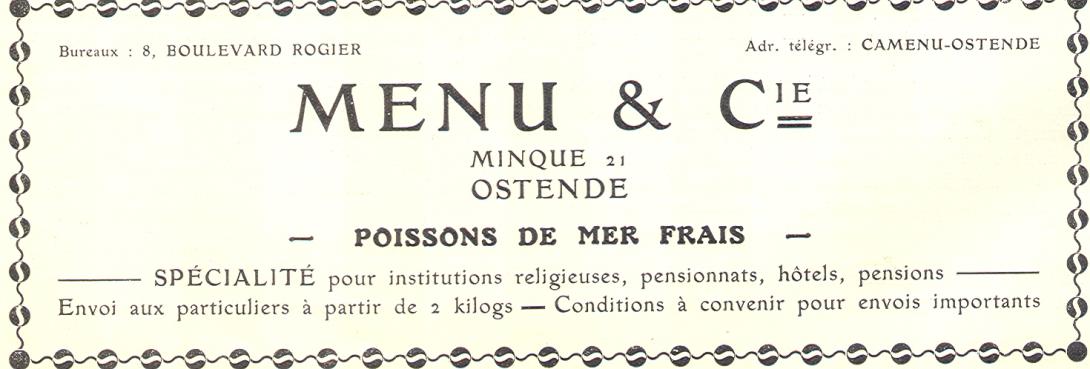 Bureaux : 8, BOULEVARD ROGIER
Adr. télégr. : CAMENU-OSTENDE
MENU & CIE
MINQUE 21
OSTENDE
— POISSONS DE MER FRAIS —
— SPÉCIALITÉ pour institutions religieuses, pensionnats, hôtels, pensions —
Envoi aux particuliers à partir de 2 kilogs — Conditions à convenir pour envois importants